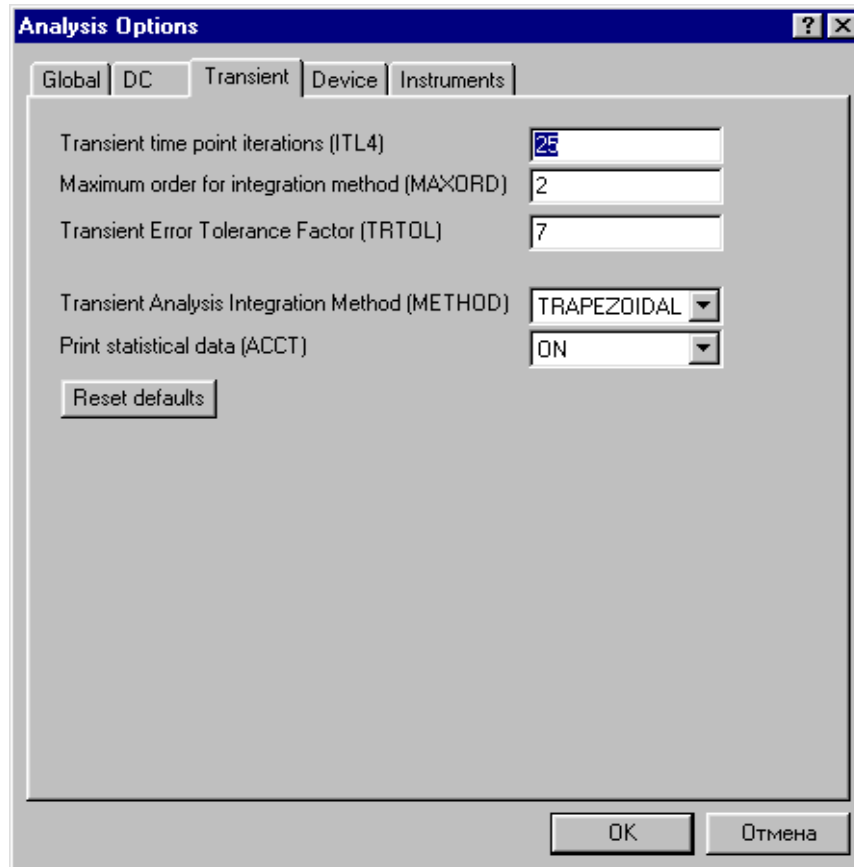 Analysis Options
Global DC Transient Device Instruments
Transient time point iterations (ITL4) 25
Maximum order for integration method (MAXORD) 2
Transient Error Tolerance Factor (TRTOL) 7
Transient Analysis Integration Method (METHOD) TRAPEZOIDAL
Print statistical data (ACCT) ON
Reset defaults
OK Отмена